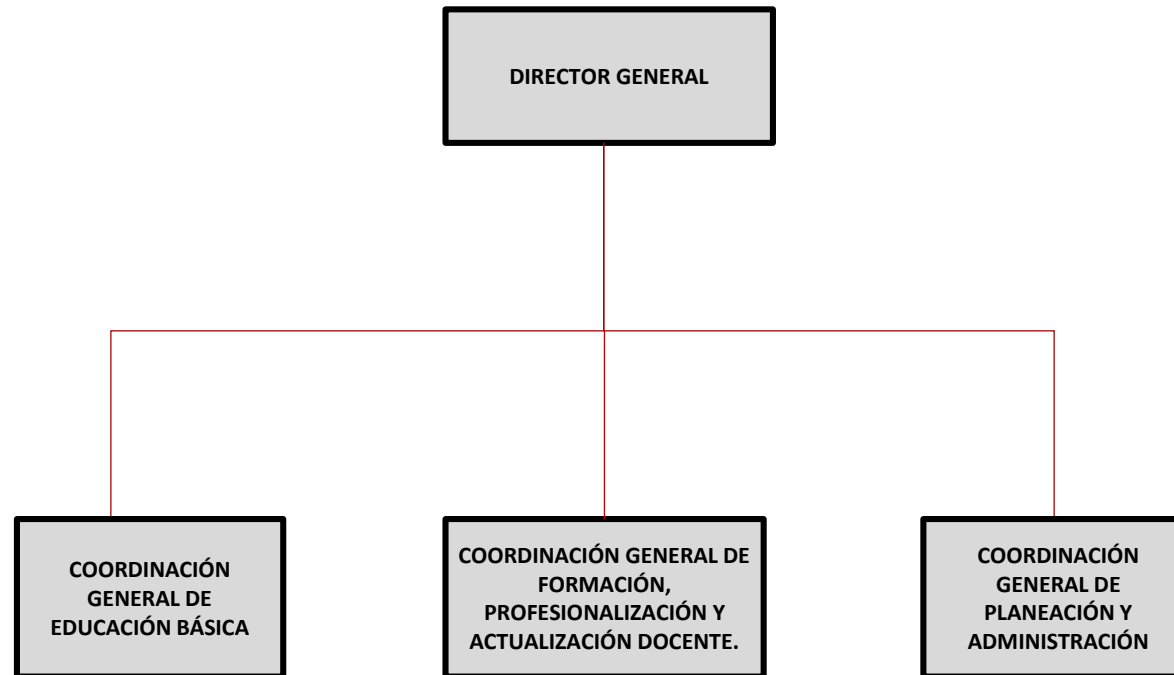 DIRECTOR GENERAL
COORDINACIÓN
GENERAL DE
EDUCACIÓN BÁSICA
COORDINACIÓN GENERAL DE
FORMACIÓN,
PROFESIONALIZACIÓN Y
ACTUALIZACIÓN DOCENTE.
COORDINACIÓN
GENERAL DE
PLANEACIÓN Y
ADMINISTRACIÓN